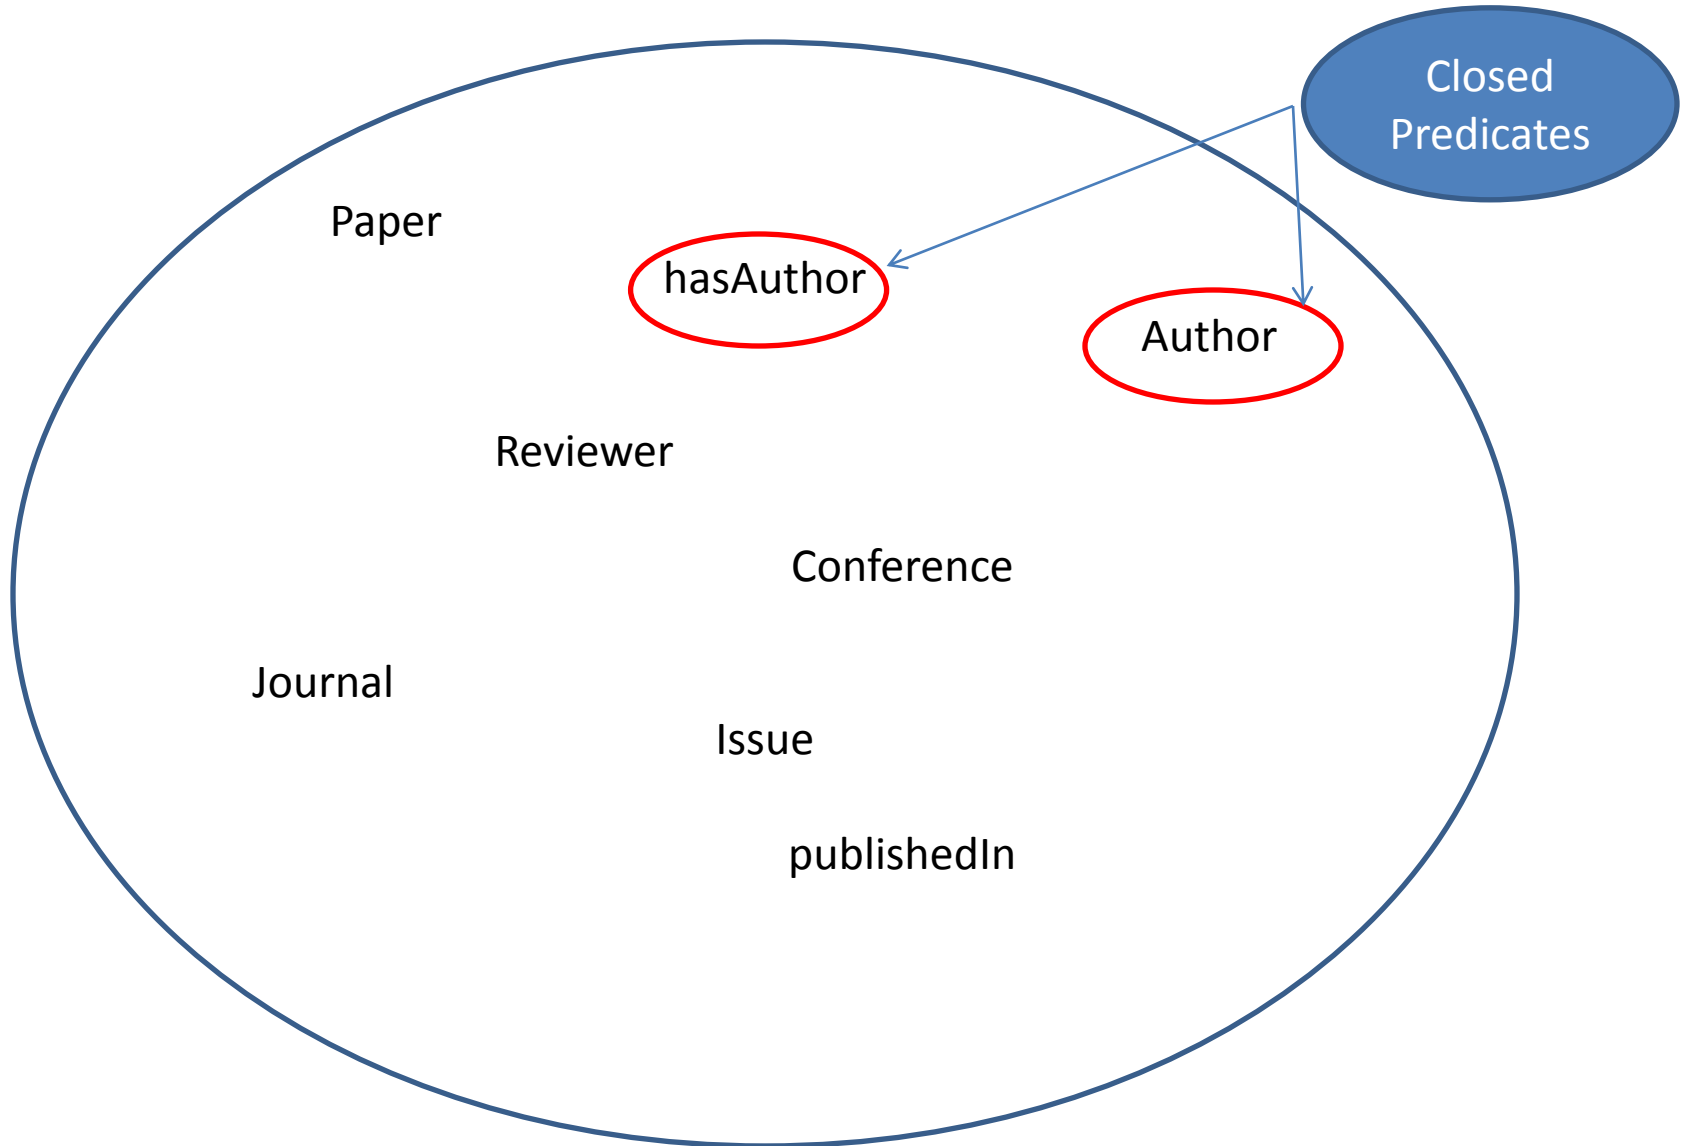 Closed
Predicates
Paper
hasAuthor
Author
Reviewer
Conference
Journal
Issue
publishedIn